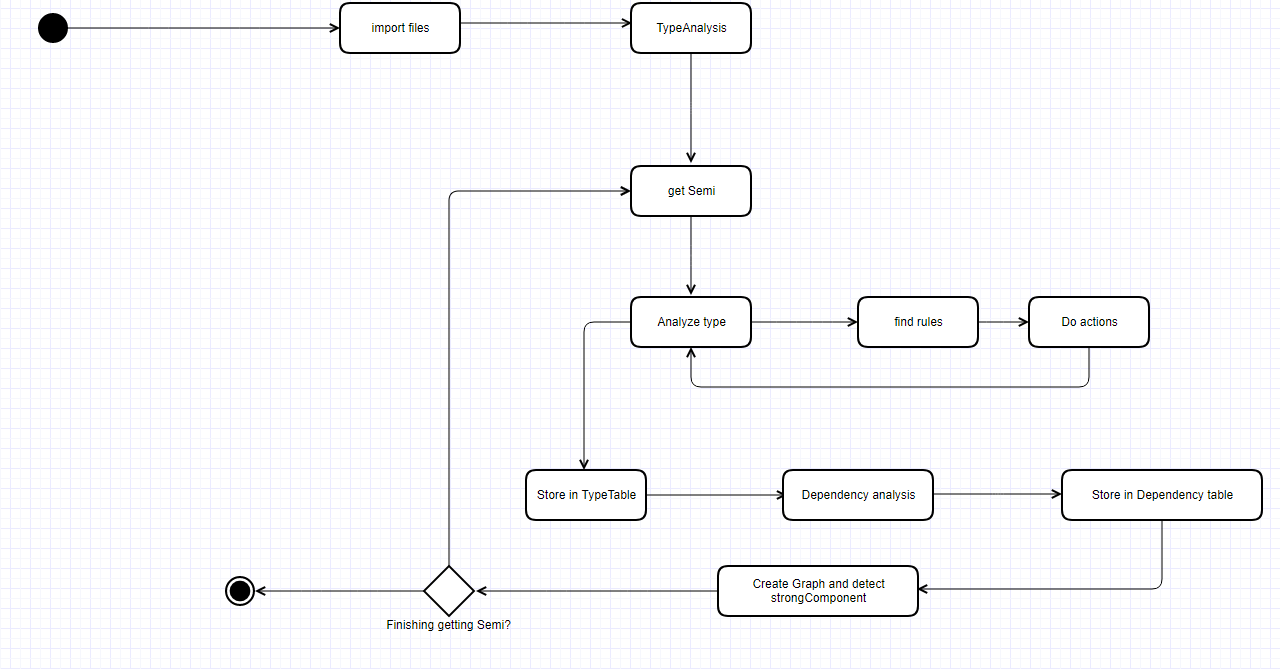 import files
TypeAnalysis
get Semi
Analyze type
find rules
Do actions
Store in TypeTable
Dependency analysis
Store in Dependency table
Create Graph and detect
strongComponent
Finishing getting Semi?